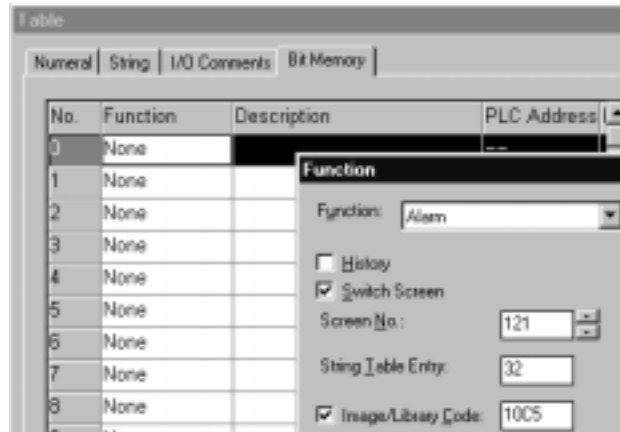 Table
Numeral String I/O Comments Bit Memory
No. Function Description PLC Address
0 None
1 None
2 None
3 None
4 None
5 None
6 None
7 None
8 None
Function
Function: Alarm
History
Switch Screen
Screen No.: 121
String Table Entry: 32
Image/Library Code: 10C5